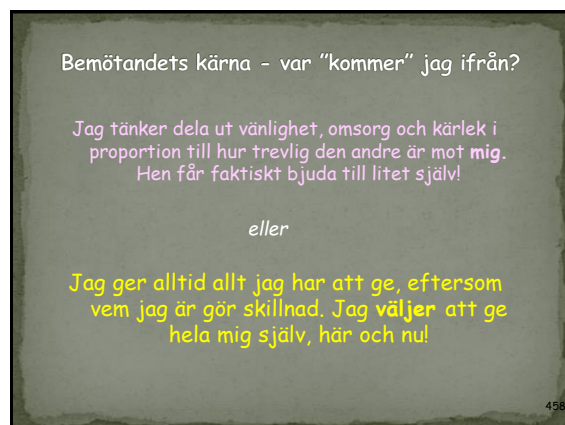 Bemötandets kärna - var ”kommer” jag ifrån?
Jag tänker dela ut vänlighet, omsorg och kärlek i
proportion till hur trevlig den andre är mot mig.
Hen får faktiskt bjuda till litet själv!
eller
Jag ger alltid allt jag har att ge, eftersom
vem jag är gör skillnad. Jag väljer att ge
hela mig själv, här och nu!
458